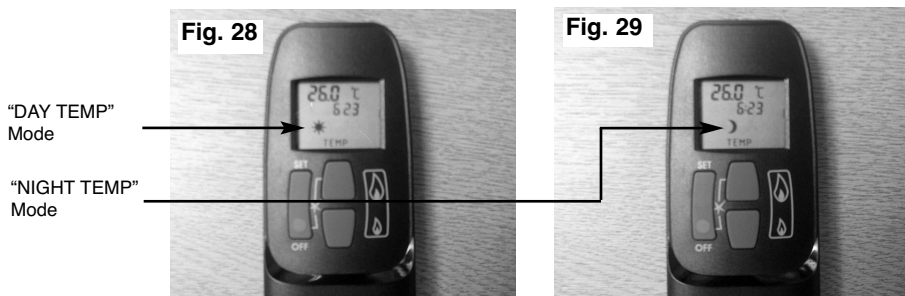 Fig. 28
Fig. 29
"DAY TEMP"
Mode
"NIGHT TEMP"
Mode
26.0 °C
6:23
TEMP
SET
OFF
26.0 °C
6:23
TEMP
SET
OFF